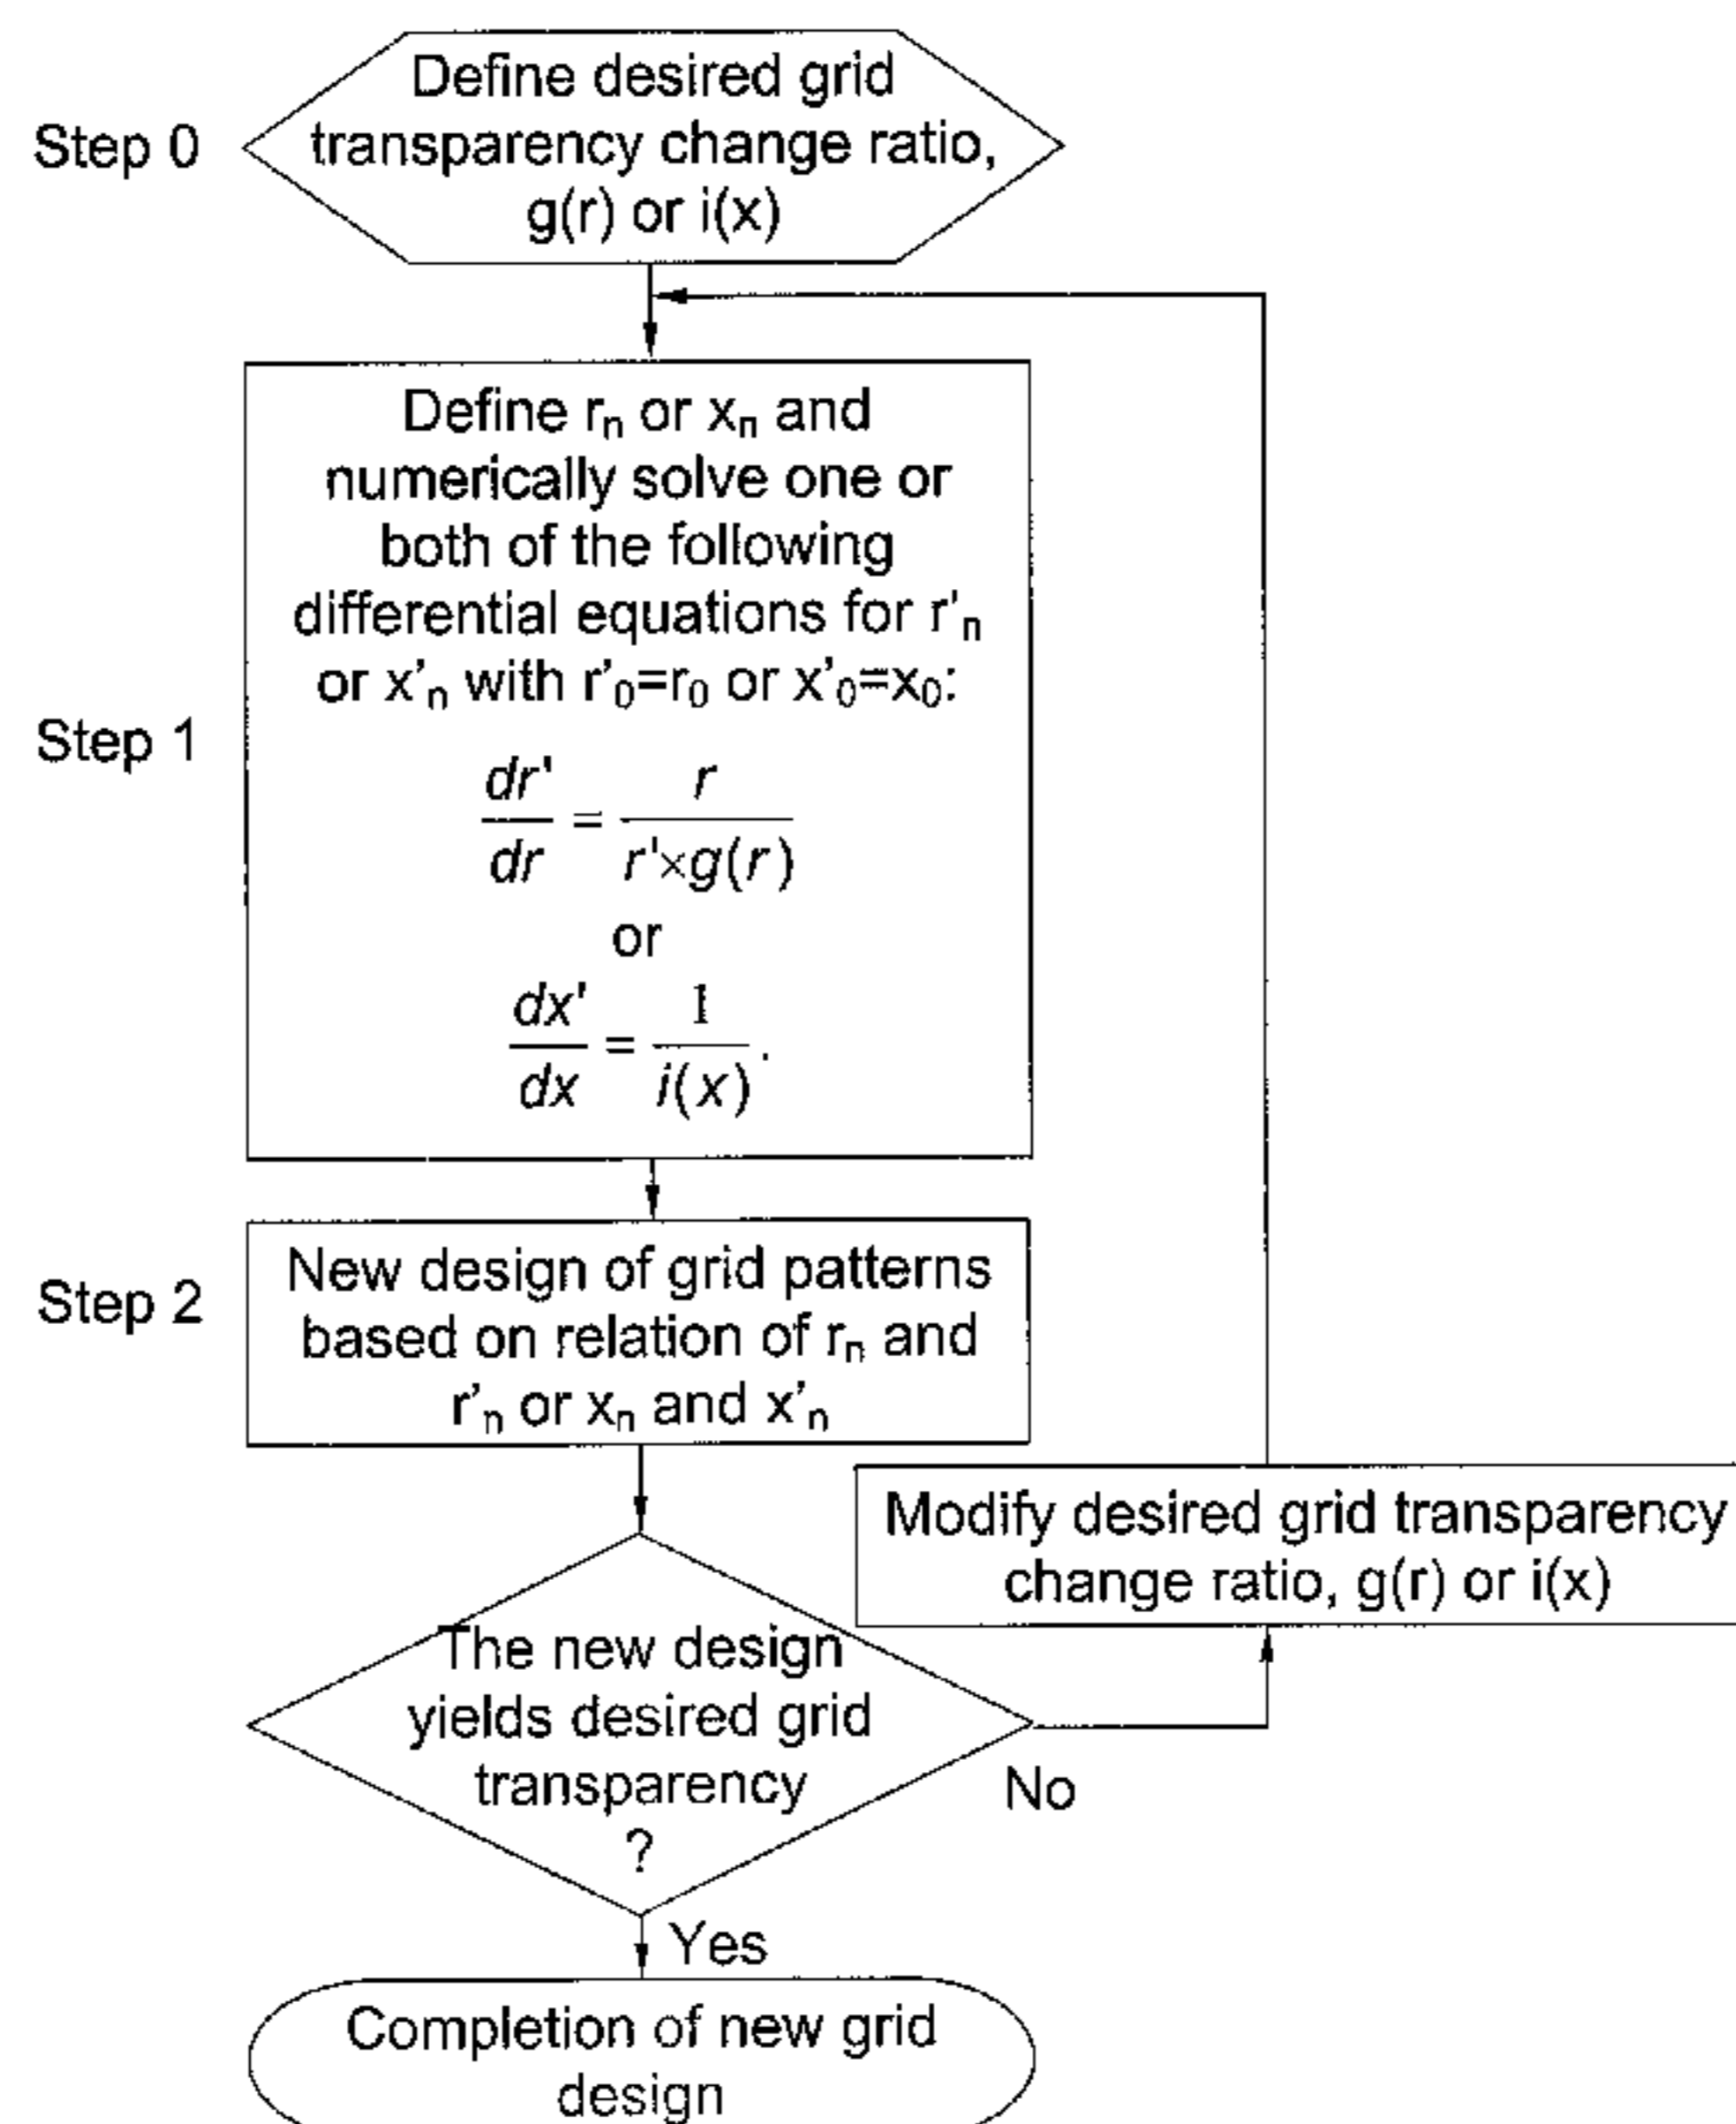 Define desired grid
Step 0
transparency change ratio,
g(r) or i(x)
Define rₙ or xₙ and
numerically solve one or
both of the following
differential equations for r'ₙ
or x'ₙ with r'₀=r₀ or x'₀=x₀:
Step 1
dr'/dr = r/(r'×g(r))
or
dx'/dx = 1/i(x).
New design of grid patterns
Step 2
based on relation of rₙ and
r'ₙ or xₙ and x'ₙ
Modify desired grid transparency
change ratio, g(r) or i(x)
The new design
yields desired grid
transparency
?
No
Yes
Completion of new grid
design